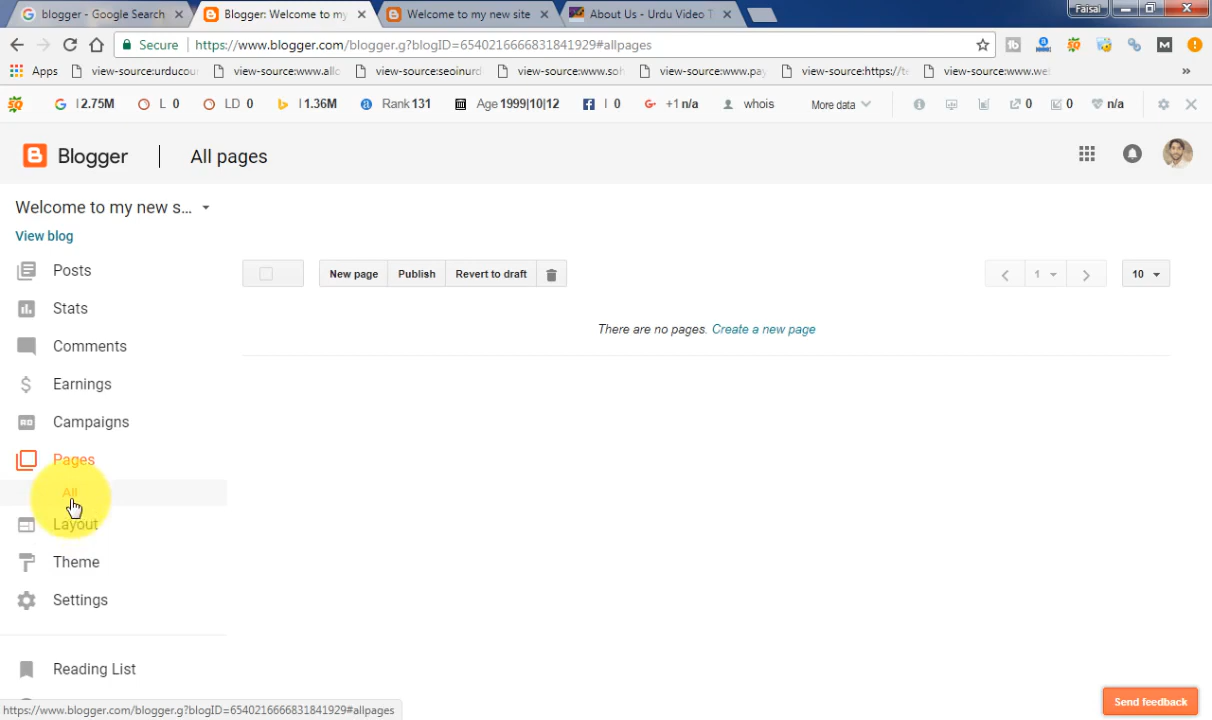 blogger - Google Search
Blogger: Welcome to my
Welcome to my new site
About Us - Urdu Video T
Faisal
Secure
https://www.blogger.com/blogger.g?blogID=6540216666831841929#allpages
Apps
view-source:urducou
view-source:www.allc
view-source:seoinurd
view-source:www.soh
view-source:www.pay
view-source:https://te
view-source:www.wel
SQ
I 2.75M
L 0
LD 0
I 1.36M
Rank 131
Age 1999|10|12
I 0
+1 n/a
whois
More data
0
0
n/a
Blogger
All pages
Welcome to my new s...
View blog
Posts
Stats
Comments
Earnings
Campaigns
Pages
All
Layout
Theme
Settings
Reading List
New page
Publish
Revert to draft
1
10
There are no pages. Create a new page
https://www.blogger.com/blogger.g?blogID=6540216666831841929#allpages
Send feedback